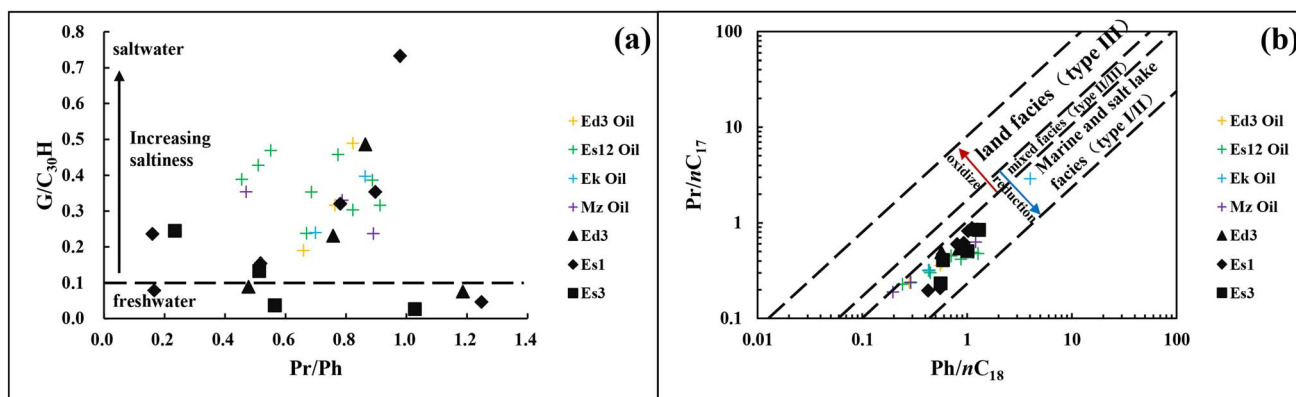 (a)
saltwater
Increasing
saltiness
freshwater
G/C30H
0.8
0.7
0.6
0.5
0.4
0.3
0.2
0.1
0.0
0.0 0.2 0.4 0.6 0.8 1.0 1.2 1.4
Pr/Ph
Ed3 Oil
Es12 Oil
Ek Oil
Mz Oil
Ed3
Es1
Es3
(b)
Pr/nC17
100
10
1
0.1
0.01 0.1 1 10 100
Ph/nC18
land facies (type III)
mixed facies (type II/III)
Marine and salt lake
facies (type I/II)
loxidize
reduction
Ed3 Oil
Es12 Oil
Ek Oil
Mz Oil
Ed3
Es1
Es3